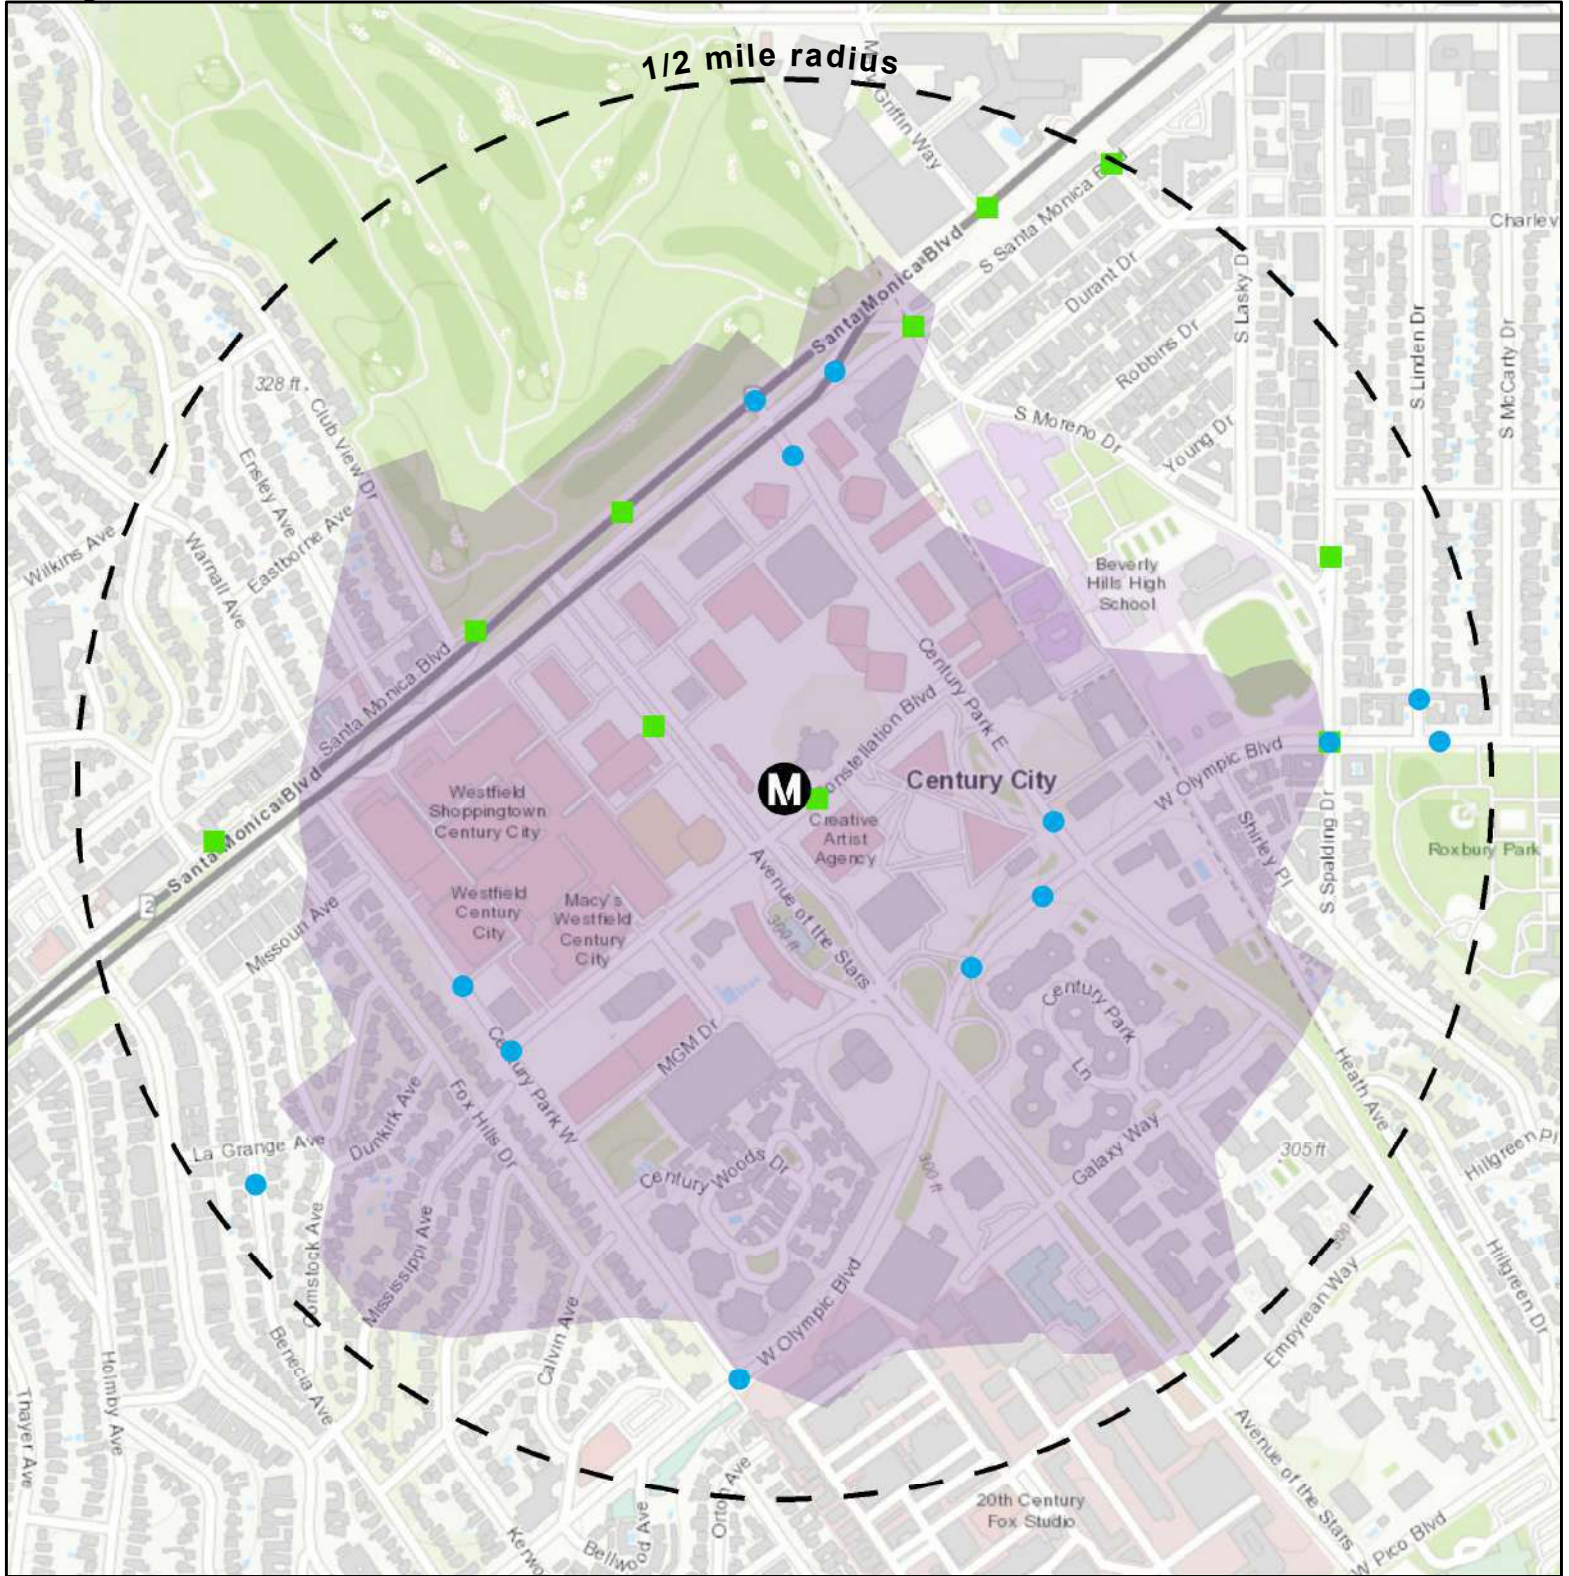 1/2 mile radius
Griffin Way
S Santa Monica
Charlev
Santa Monica Blvd
Durant Dr
S Lasky Dr
Robbins Dr
S Linden Dr
S McCarty Dr
328 ft
Club View Dr
S Moreno Dr
Young Dr
Ensley Ave
Eastborne Ave
Wilkins Ave
Warnall Ave
Beverly
Hills High
School
Santa Monica Blvd
Century Park E
Constellation Blvd
Century City
W Olympic Blvd
M
Westfield
Shoppingtown
Century City
Creative
Artist
Agency
Santa Monica Blvd
2
Shirley Pl
S Spalding Dr
Roxbury Park
Westfield
Century
City
Macy's
Westfield
Century
City
Avenue of the Stars
300 ft
Missouri Ave
Century Park
Ln
MGM Dr
Century Park W
Fox Hills Dr
Dunkirk Ave
La Grange Ave
Heath Ave
Hillgreen Pl
305 ft
Galaxy Way
Century Woods Dr
300 ft
Comstock Ave
Mississippi Ave
300 ft
Hillgreen Dr
Empyrean Way
W Olympic Blvd
Calvin Ave
Benecia Ave
Holmby Ave
Thayer Ave
Avenue of the Stars
20th Century
Fox Studio
Orton Ave
Bellwood Ave
Kerwo
W Pico Blvd